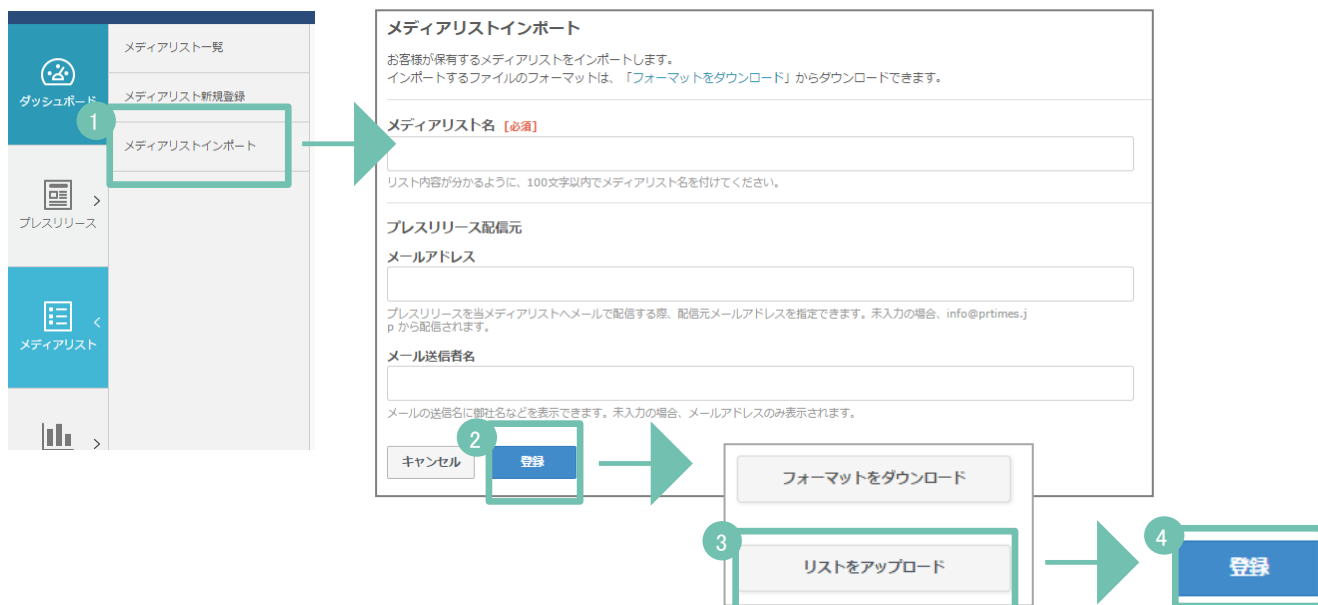 ダッシュボード
プレスリリース
メディアリスト
メディアリスト一覧
メディアリスト新規登録
1
メディアリストインポート
メディアリストインポート
お客様が保有するメディアリストをインポートします。
インポートするファイルのフォーマットは、「フォーマットをダウンロード」からダウンロードできます。
メディアリスト名 [必須]
リスト内容が分かるように、100文字以内でメディアリスト名を付けてください。
プレスリリース配信元
メールアドレス
プレスリリースを当メディアリストへメールで配信する際、配信元メールアドレスを指定できます。未入力の場合、info@prtimes.j
p から配信されます。
メール送信者名
メールの送信名に御社名などを表示できます。未入力の場合、メールアドレスのみ表示されます。
キャンセル
2
登録
フォーマットをダウンロード
3
リストをアップロード
4
登録